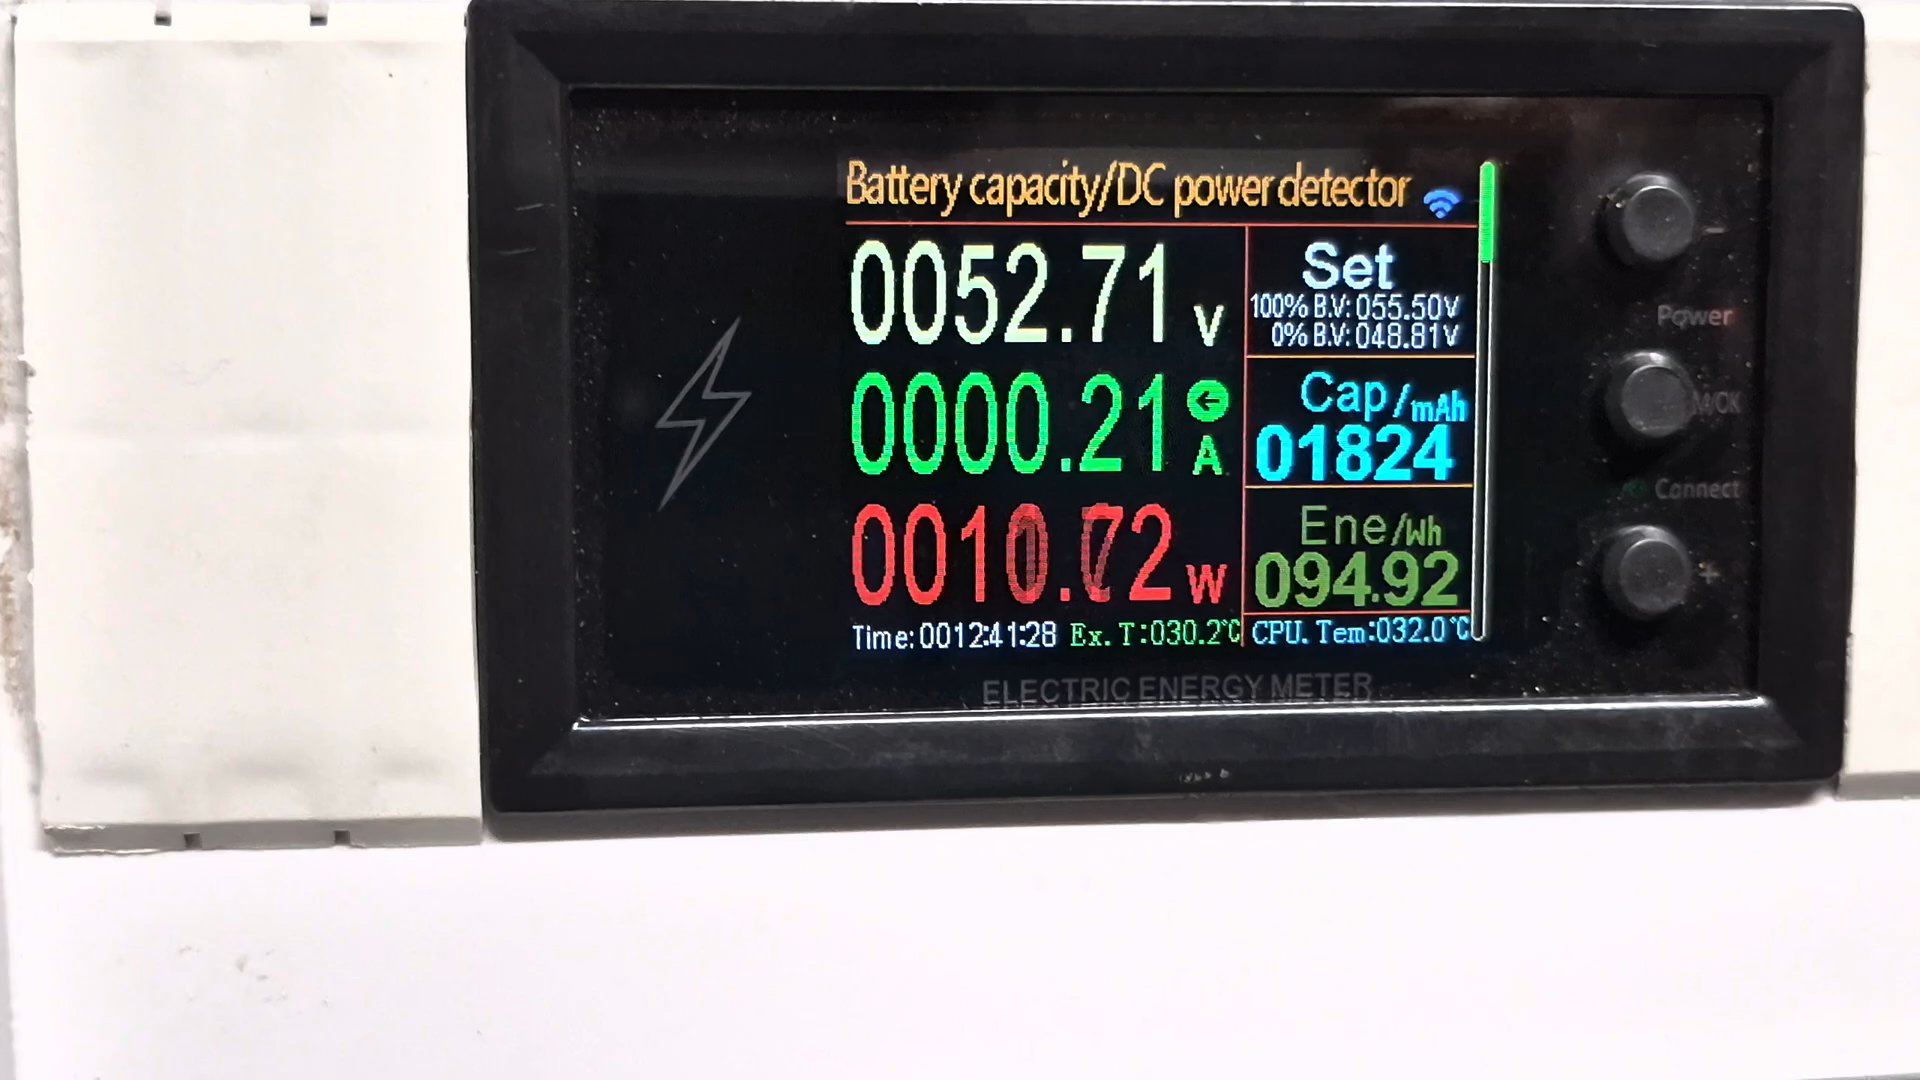 Battery capacity/DC power detector
0052.71 V
0000.21 A
0010.72 W
Set
100% B.V: 055.50V
0% B.V: 048.81V
Cap/mAh
01824
Ene/Wh
094.92
Time: 0012:41:28 Ex. T:030.2℃ CPU. Tem:032.0℃
ELECTRIC ENERGY METER
-
Power
M/OK
Connect
+